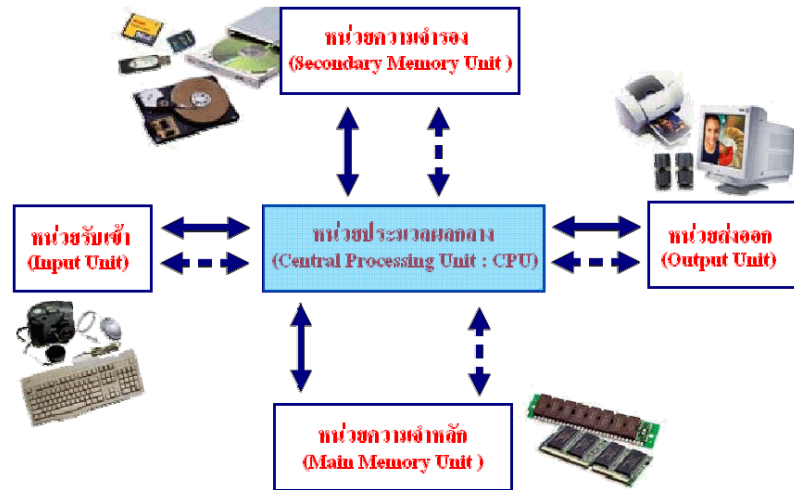 หน่วยความจำรอง
(Secondary Memory Unit )
หน่วยรับเข้า
(Input Unit)
หน่วยประมวลผลกลาง
(Central Processing Unit : CPU)
หน่วยส่งออก
(Output Unit)
หน่วยความจำหลัก
(Main Memory Unit )